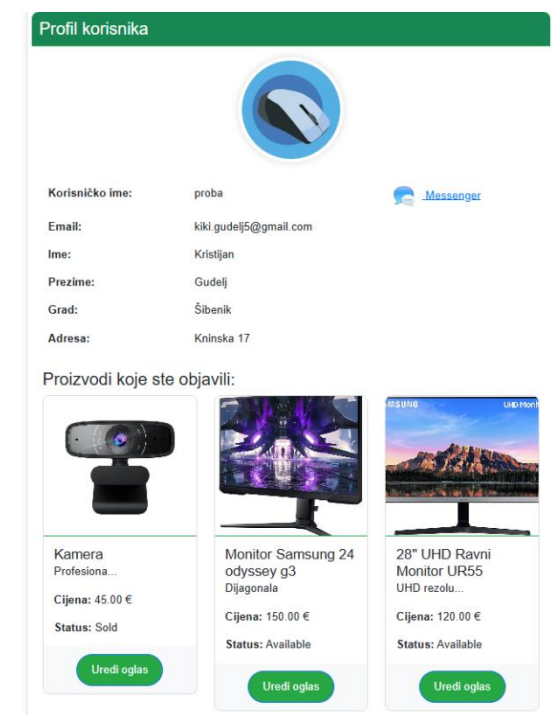 Profil korisnika
Korisničko ime: proba Messenger
Email: kiki.gudelj5@gmail.com
Ime: Kristijan
Prezime: Gudelj
Grad: Šibenik
Adresa: Kninska 17
Proizvodi koje ste objavili:
Kamera
Profesiona...
Cijena: 45.00 €
Status: Sold
Uredi oglas
Monitor Samsung 24
odyssey g3
Dijagonala
Cijena: 150.00 €
Status: Available
Uredi oglas
UHD Moni
28" UHD Ravni
Monitor UR55
UHD rezolu...
Cijena: 120.00 €
Status: Available
Uredi oglas